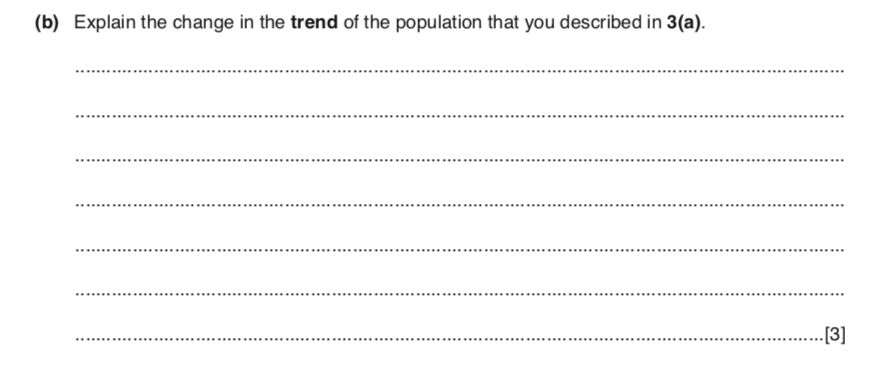 (b) Explain the change in the trend of the population that you described in 3(a).
[3]